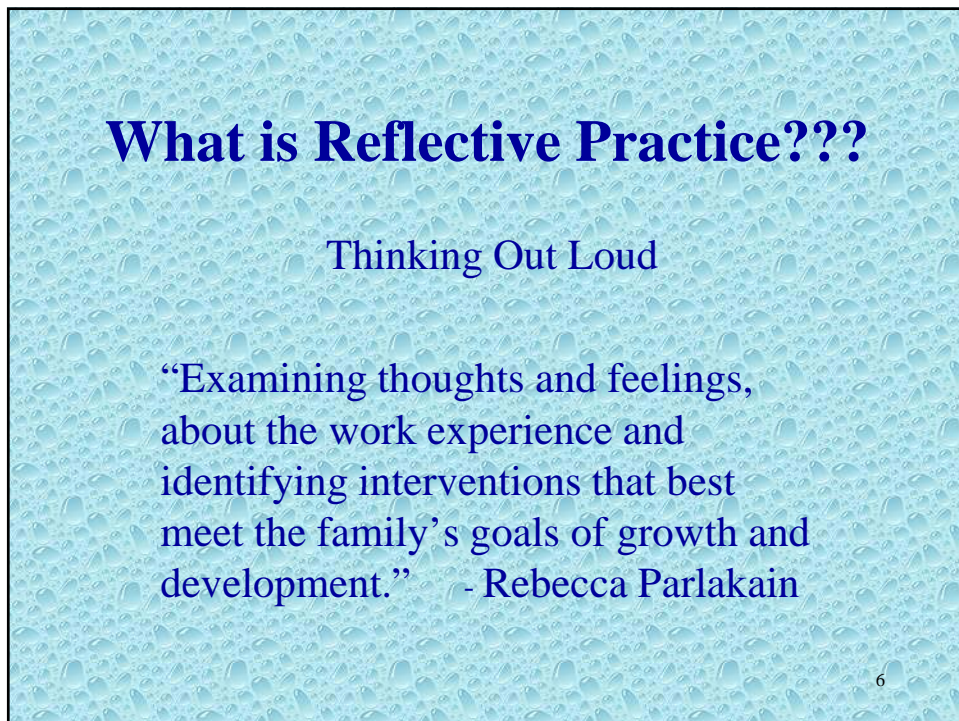 What is Reflective Practice???
Thinking Out Loud
“Examining thoughts and feelings,
about the work experience and
identifying interventions that best
meet the family’s goals of growth and
development.” - Rebecca Parlakain
6